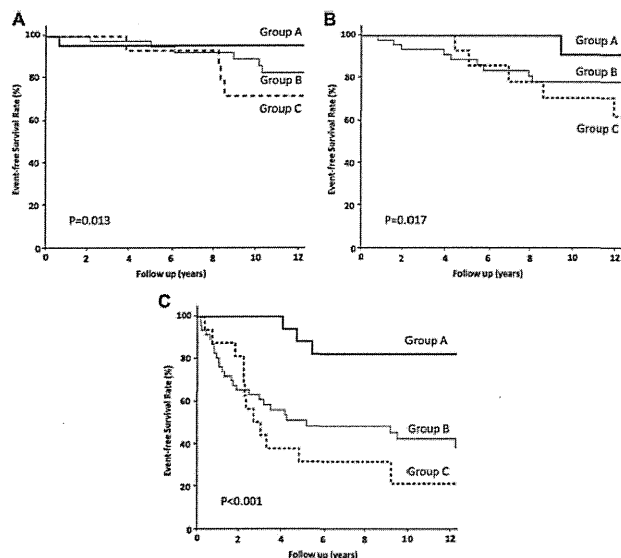 A
Event-free Survival Rate (%)
100
80
60
40
20
0
Group A
Group B
Group C
P=0.013
0 2 4 6 8 10 12
Follow up (years)
B
Event-free Survival Rate (%)
100
80
60
40
20
0
Group A
Group B
Group C
P=0.017
0 2 4 6 8 10 12
Follow up (years)
C
Event-free Survival Rate (%)
100
80
60
40
20
0
Group A
Group B
Group C
P<0.001
0 2 4 6 8 10 12
Follow up (years)